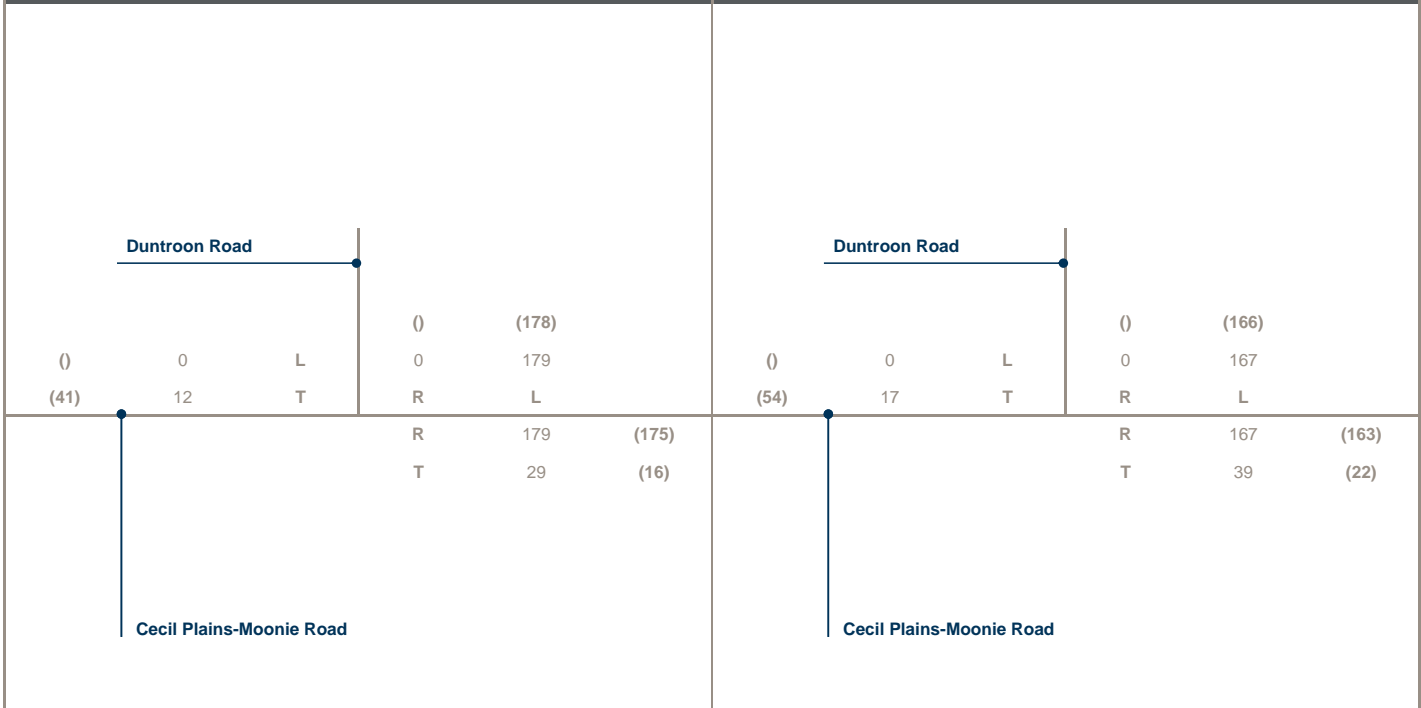 Duntroon Road
() (178)
() 0 L 0 179
(41) 12 T R L
R 179 (175)
T 29 (16)
Cecil Plains-Moonie Road
Duntroon Road
() (166)
() 0 L 0 167
(54) 17 T R L
R 167 (163)
T 39 (22)
Cecil Plains-Moonie Road